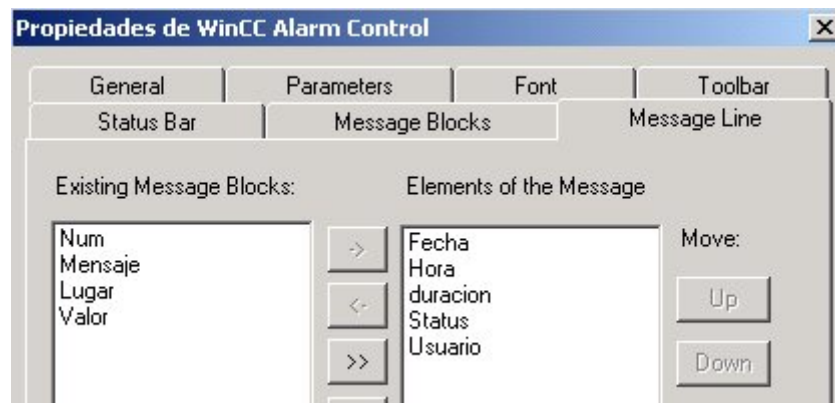 Propiedades de WinCC Alarm Control
General Parameters Font Toolbar
Status Bar Message Blocks Message Line
Existing Message Blocks: Elements of the Message
Num
Mensaje
Lugar
Valor
->
<-
>>
Fecha
Hora
duracion
Status
Usuario
Move:
Up
Down